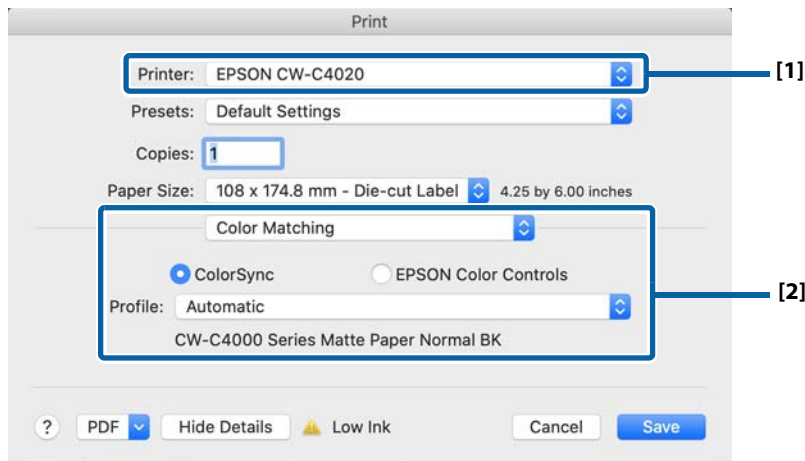 Print
Printer: EPSON CW-C4020 [1]
Presets: Default Settings
Copies: 1
Paper Size: 108 x 174.8 mm - Die-cut Label 4.25 by 6.00 inches
Color Matching
ColorSync EPSON Color Controls
[2]
Profile: Automatic
CW-C4000 Series Matte Paper Normal BK
? PDF Hide Details Low Ink Cancel Save